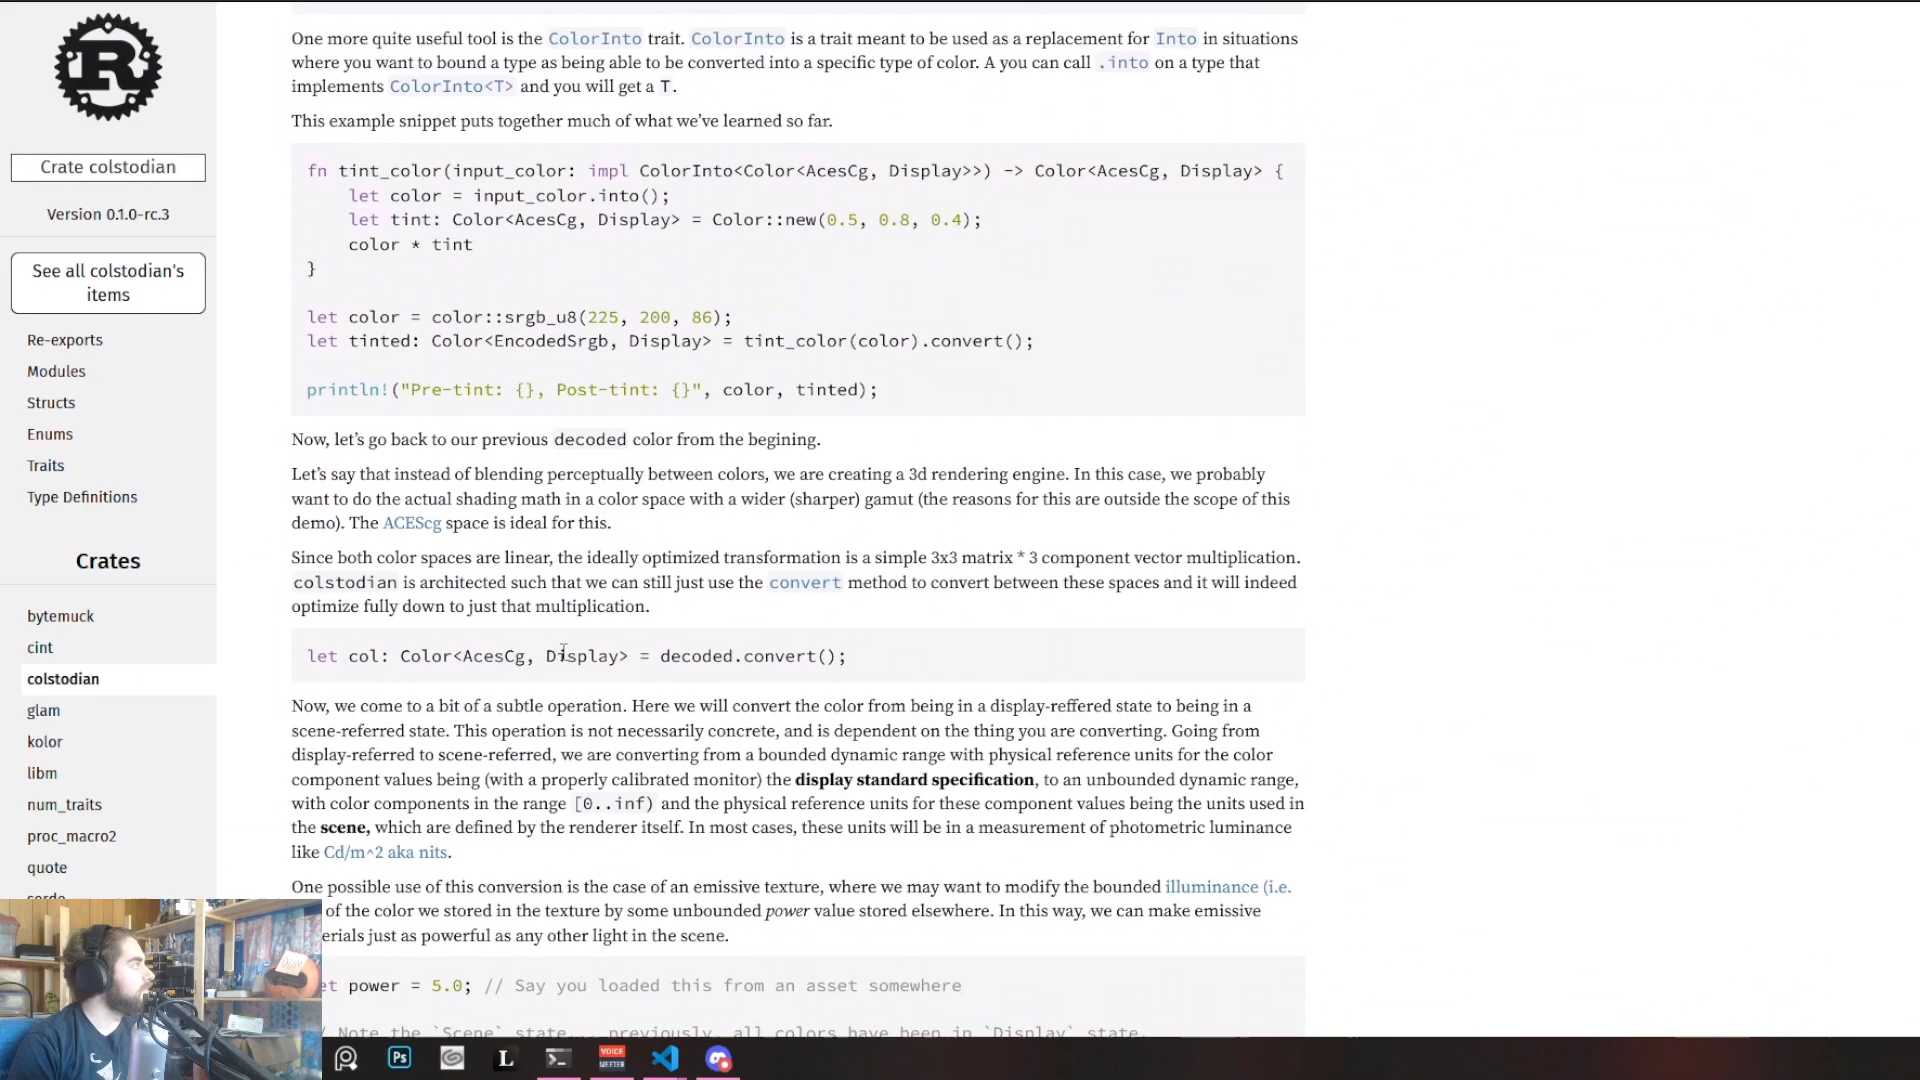 Crate colstodian
Version 0.1.0-rc.3
See all colstodian's
items
Re-exports
Modules
Structs
Enums
Traits
Type Definitions
Crates
bytemuck
cint
colstodian
glam
kolor
libm
num_traits
proc_macro2
quote
One more quite useful tool is the ColorInto trait. ColorInto is a trait meant to be used as a replacement for Into in situations
where you want to bound a type as being able to be converted into a specific type of color. A you can call .into on a type that
implements ColorInto<T> and you will get a T.
This example snippet puts together much of what we’ve learned so far.
fn tint_color(input_color: impl ColorInto<Color<AcesCg, Display>>) -> Color<AcesCg, Display> {
let color = input_color.into();
let tint: Color<AcesCg, Display> = Color::new(0.5, 0.8, 0.4);
color * tint
}
let color = color::srgb_u8(225, 200, 86);
let tinted: Color<EncodedSrgb, Display> = tint_color(color).convert();
println!("Pre-tint: {}, Post-tint: {}", color, tinted);
Now, let’s go back to our previous decoded color from the begining.
Let’s say that instead of blending perceptually between colors, we are creating a 3d rendering engine. In this case, we probably
want to do the actual shading math in a color space with a wider (sharper) gamut (the reasons for this are outside the scope of this
demo). The ACEScg space is ideal for this.
Since both color spaces are linear, the ideally optimized transformation is a simple 3x3 matrix * 3 component vector multiplication.
colstodian is architected such that we can still just use the convert method to convert between these spaces and it will indeed
optimize fully down to just that multiplication.
let col: Color<AcesCg, Display> = decoded.convert();
Now, we come to a bit of a subtle operation. Here we will convert the color from being in a display-reffered state to being in a
scene-referred state. This operation is not necessarily concrete, and is dependent on the thing you are converting. Going from
display-referred to scene-referred, we are converting from a bounded dynamic range with physical reference units for the color
component values being (with a properly calibrated monitor) the display standard specification, to an unbounded dynamic range,
with color components in the range [0..inf) and the physical reference units for these component values being the units used in
the scene, which are defined by the renderer itself. In most cases, these units will be in a measurement of photometric luminance
like Cd/m^2 aka nits.
One possible use of this conversion is the case of an emissive texture, where we may want to modify the bounded illuminance (i.e.
of the color we stored in the texture by some unbounded power value stored elsewhere. In this way, we can make emissive
erials just as powerful as any other light in the scene.
et power = 5.0; // Say you loaded this from an asset somewhere
/ Note the `Scene` state... previously, all colors have been in `Display` state.
Ps
L
VOICE
MEETER